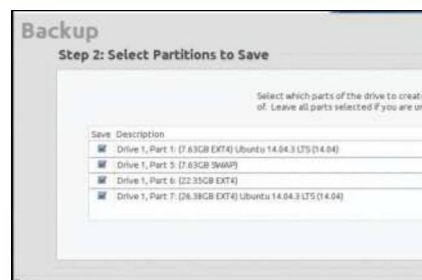 Backup
Step 2: Select Partitions to Save
Select which parts of the drive to creat
of. Leave all parts selected if you are un
Save Description
Drive 1, Part 1: (7.63GB EXT4) Ubuntu 14.04.3 LTS (14.04)
Drive 1, Part 5: (7.63GB SWAP)
Drive 1, Part 6: (22.35GB EXT4)
Drive 1, Part 7: (26.38GB EXT4) Ubuntu 14.04.3 LTS (14.04)